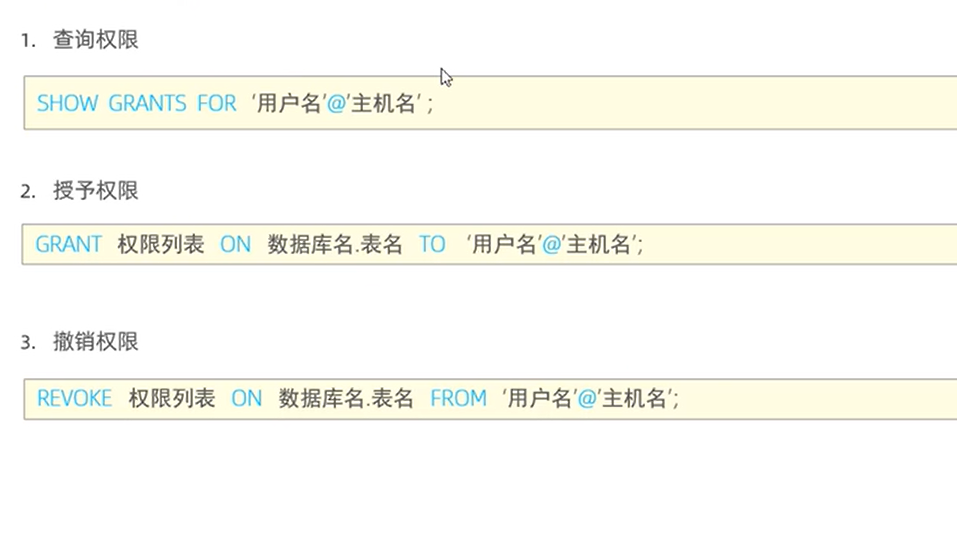 1. 查询权限
SHOW GRANTS FOR '用户名'@'主机名' ;
2. 授予权限
GRANT 权限列表 ON 数据库名.表名 TO '用户名'@'主机名';
3. 撤销权限
REVOKE 权限列表 ON 数据库名.表名 FROM '用户名'@'主机名';